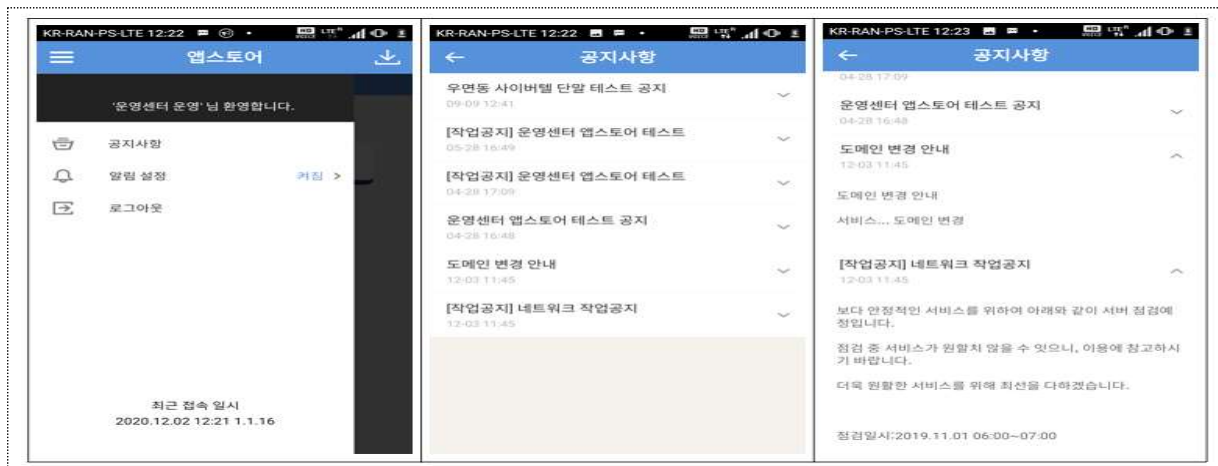 KR-RAN-PS-LTE 12:22
앱스토어
'운영센터 운영' 님 환영합니다.
공지사항
알림 설정 켜짐 >
로그아웃
최근 접속 일시
2020.12.02 12:21 1.1.16
KR-RAN-PS-LTE 12:22
공지사항
우면동 사이버텔 단말 테스트 공지
09-09 12:41
[작업공지] 운영센터 앱스토어 테스트
05-28 16:49
[작업공지] 운영센터 앱스토어 테스트
04-28 17:09
운영센터 앱스토어 테스트 공지
04-28 16:48
도메인 변경 안내
12-03 11:45
[작업공지] 네트워크 작업공지
12-03 11:45
KR-RAN-PS-LTE 12:23
공지사항
04-28 17:09
운영센터 앱스토어 테스트 공지
04-28 16:48
도메인 변경 안내
12-03 11:45
도메인 변경 안내
서비스... 도메인 변경
[작업공지] 네트워크 작업공지
12-03 11:45
보다 안정적인 서비스를 위하여 아래와 같이 서버 점검예
정입니다.
점검 중 서비스가 원할치 않을 수 잇으니, 이용에 참고하시
기 바랍니다.
더욱 원활한 서비스를 위해 최선을 다하겠습니다.
점검일시:2019.11.01 06:00~07:00